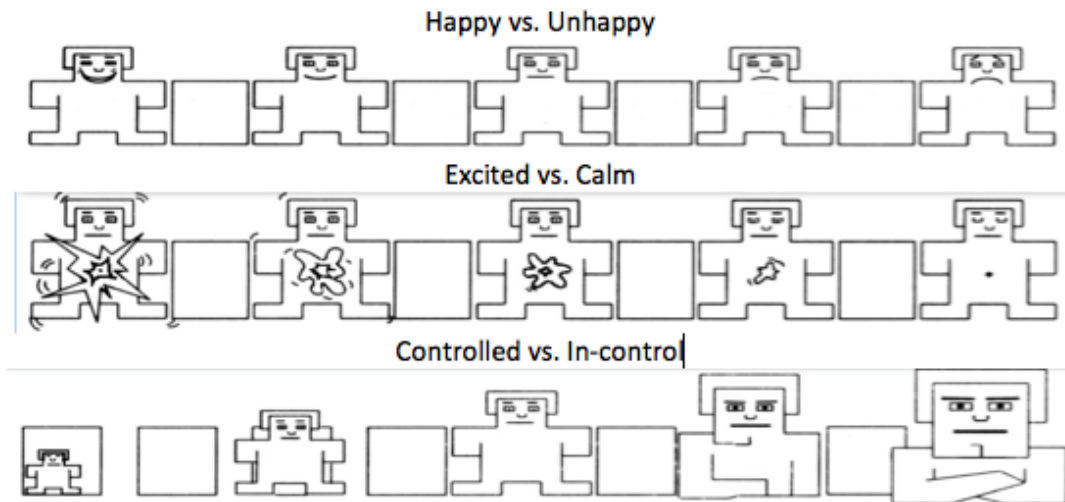 Happy vs. Unhappy
Excited vs. Calm
Controlled vs. In-control